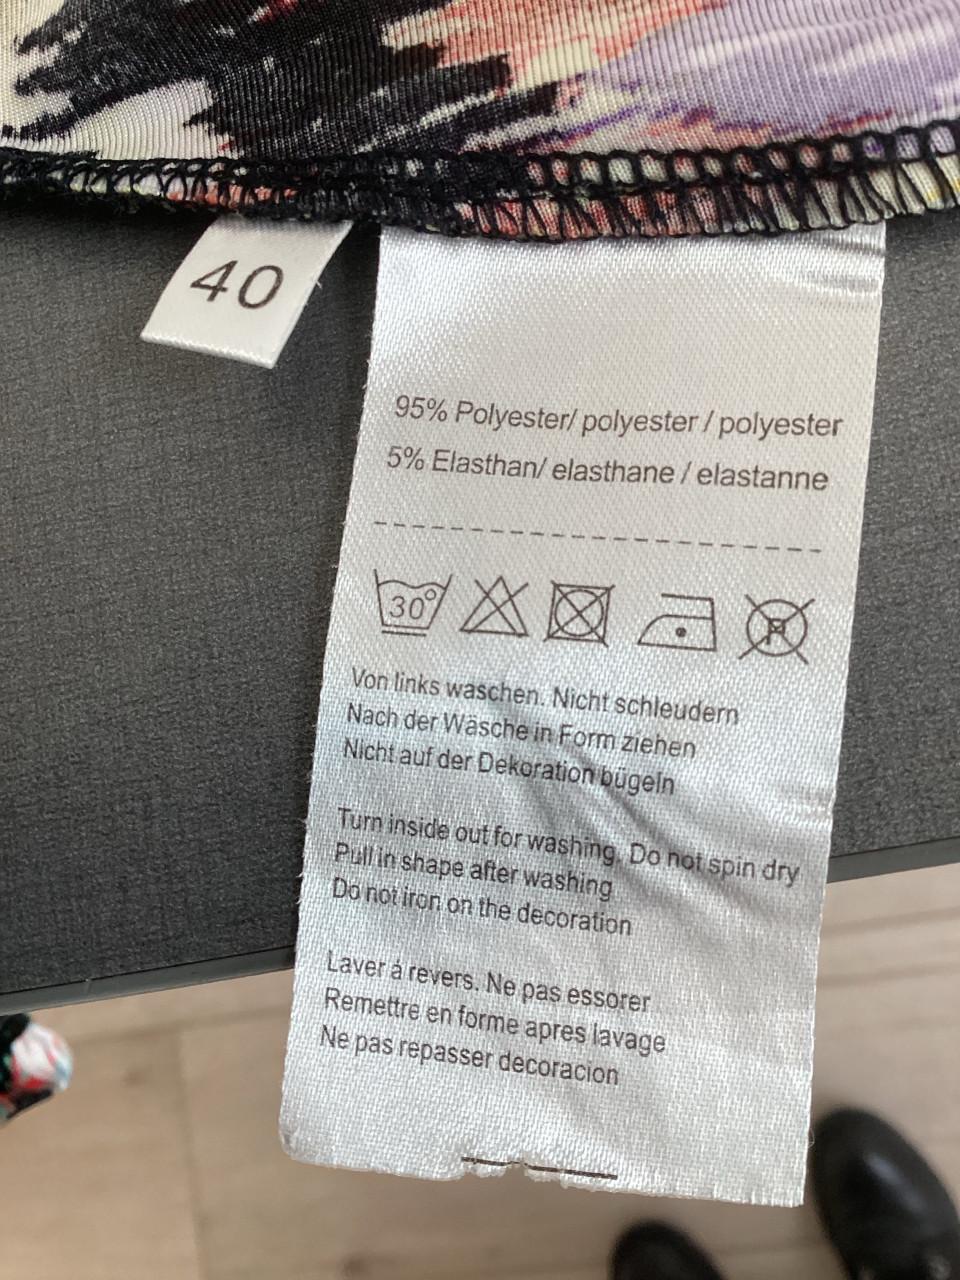 40
95% Polyester/ polyester / polyester
5% Elasthan/ elasthane / elastanne
30°
P
Von links waschen. Nicht schleudern
Nach der Wäsche in Form ziehen
Nicht auf der Dekoration bügeln
Turn inside out for washing. Do not spin dry
Pull in shape after washing
Do not iron on the decoration
Laver á revers. Ne pas essorer
Remettre en forme apres lavage
Ne pas repasser decoracion